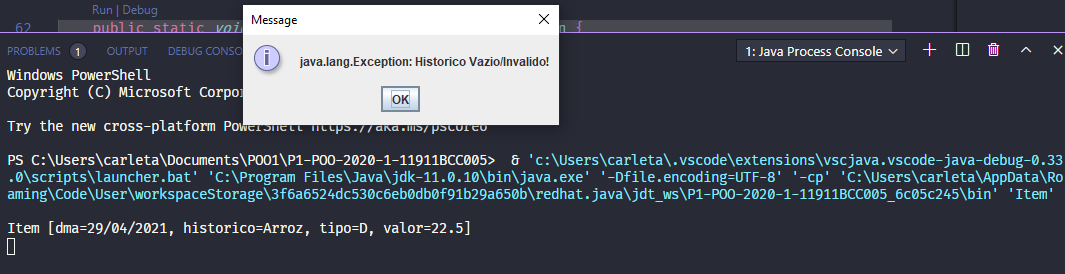 Run | Debug
62 public static voi {
Message
java.lang.Exception: Historico Vazio/Invalido!
OK
PROBLEMS 1 OUTPUT DEBUG CONSO 1: Java Process Console
Windows PowerShell
Copyright (C) Microsoft Corpor
Try the new cross-platform PowerShell https://aka.ms/pscore6
PS C:\Users\carleta\Documents\POO1\P1-POO-2020-1-11911BCC005> & 'c:\Users\carleta\.vscode\extensions\vscjava.vscode-java-debug-0.33
.0\scripts\launcher.bat' 'C:\Program Files\Java\jdk-11.0.10\bin\java.exe' '-Dfile.encoding=UTF-8' '-cp' 'C:\Users\carleta\AppData\Ro
aming\Code\User\workspaceStorage\3f6a6524dc530c6eb0db0f91b29a650b\redhat.java\jdt_ws\P1-POO-2020-1-11911BCC005_6c05c245\bin' 'Item'
Item [dma=29/04/2021, historico=Arroz, tipo=D, valor=22.5]